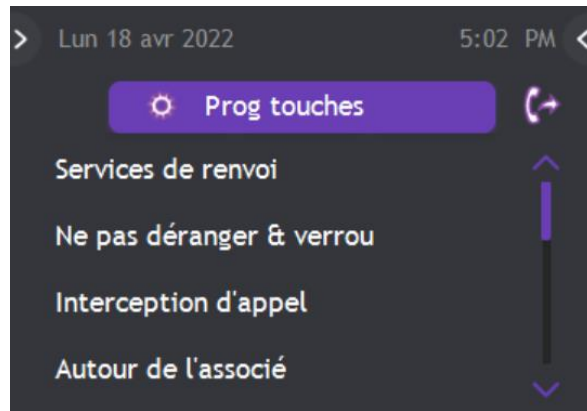 Lun 18 avr 2022 5:02 PM
Prog touches
Services de renvoi
Ne pas déranger & verrou
Interception d'appel
Autour de l'associé